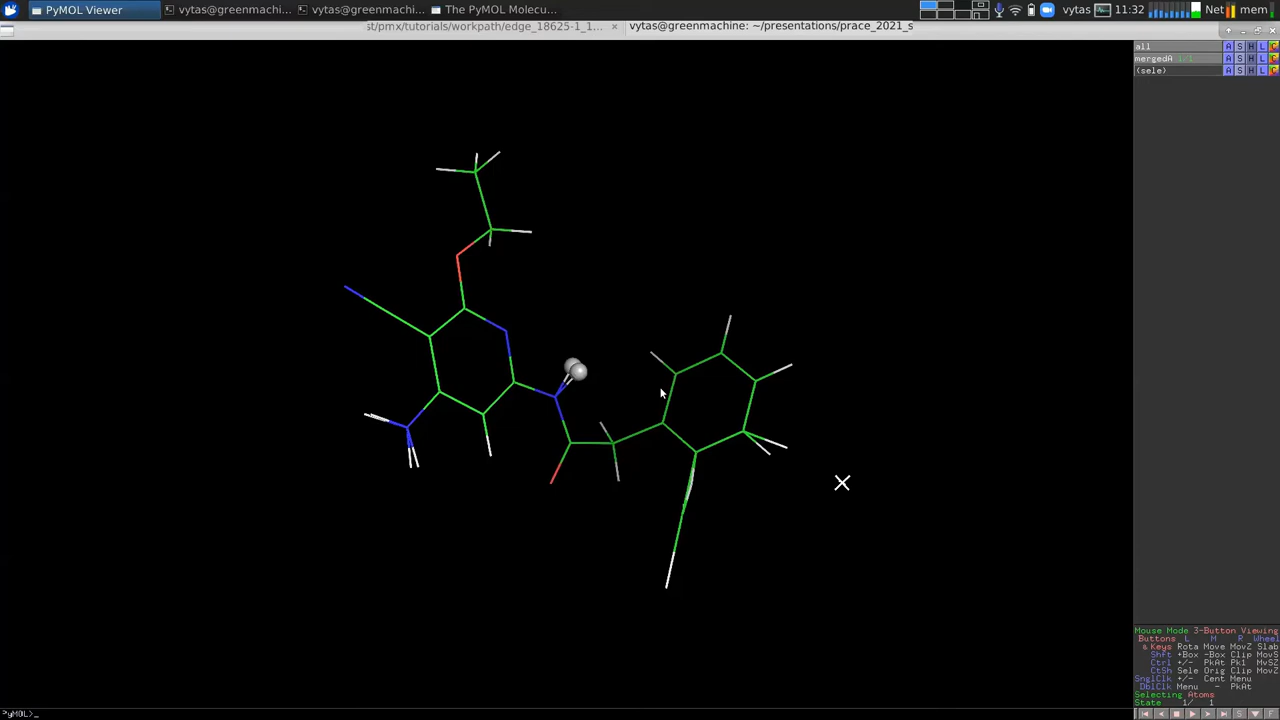 PyMOL Viewer vytas@greenmachi... vytas@greenmachi... The PyMOL Molecu... vytas 11:32 Net mem
st/pmx/tutorials/workpath/edge_18625-1_1... × vytas@greenmachine: ~/presentations/prace_2021_s
all A S H L C
mergedA 1/1 A S H L C
(sele) A S H L C
Mouse Mode 3-Button Viewing
Buttons L M R Wheel
& Keys Rota Move MovZ Slab
Shft +Box -Box Clip MovS
Ctrl +/- PkAt Pk1 MvSZ
CtSh Sele Orig Clip MovZ
SnglClk +/- Cent Menu
DblClk Menu - PkAt
Selecting Atoms
State 1/ 1
PyMOL>_
S F